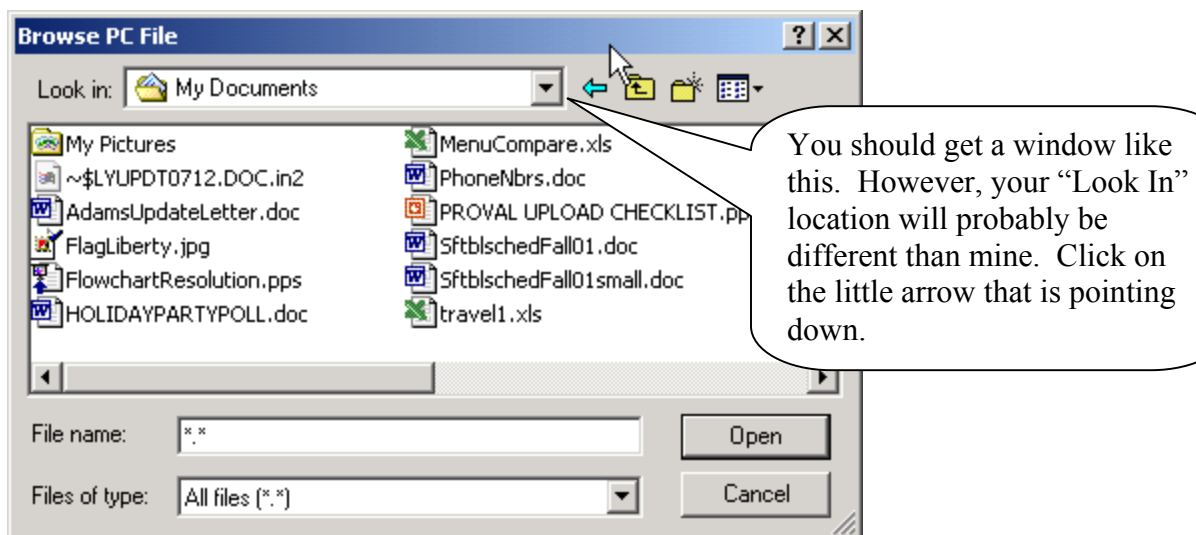 Browse PC File
Look in: My Documents
My Pictures
~$LYUPDT0712.DOC.in2
AdamsUpdateLetter.doc
FlagLiberty.jpg
FlowchartResolution.pps
HOLIDAYPARTYPOLL.doc
MenuCompare.xls
PhoneNbrs.doc
PROVAL UPLOAD CHECKLIST.pp
SftblschedFall01.doc
SftblschedFall01small.doc
travel1.xls
You should get a window like
this. However, your “Look In”
location will probably be
different than mine. Click on
the little arrow that is pointing
down.
File name: *.*
Open
Files of type: All files (*.*)
Cancel